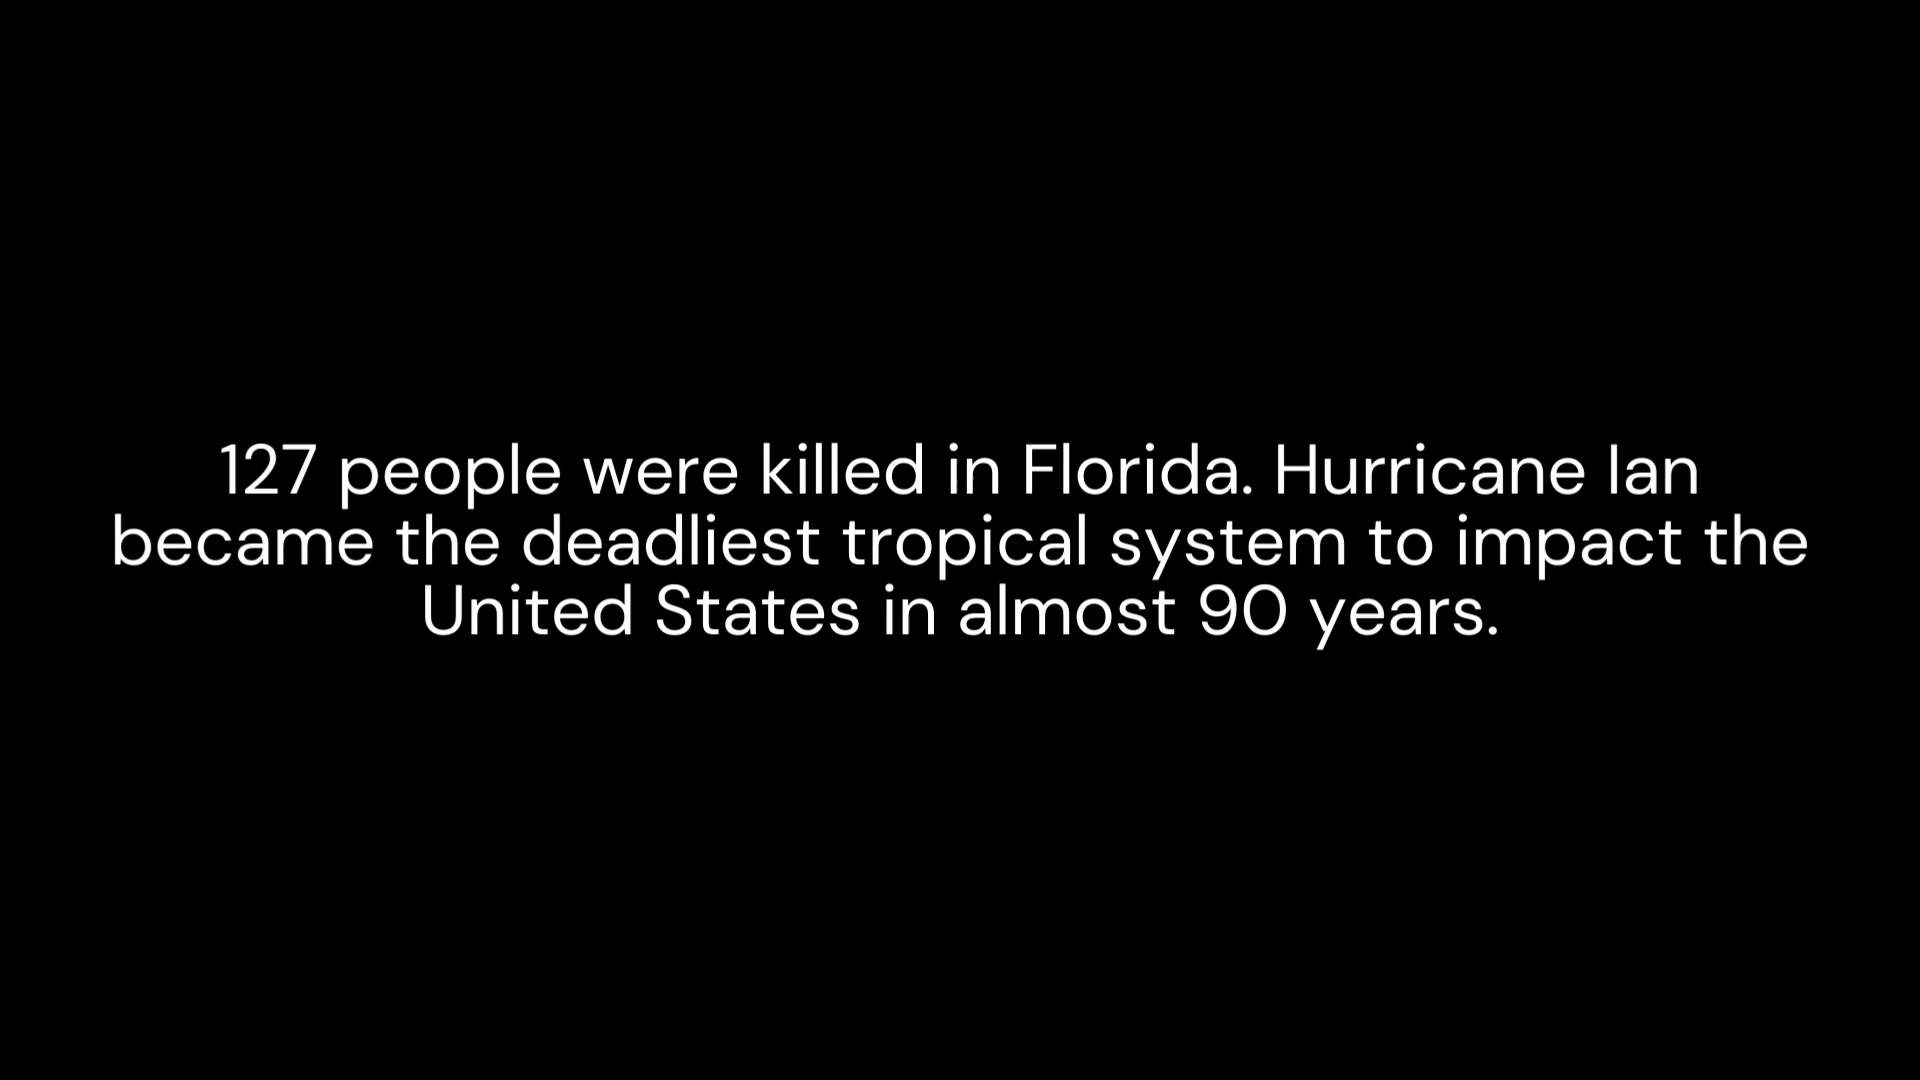 127 people were killed in Florida. Hurricane Ian
became the deadliest tropical system to impact the
United States in almost 90 years.